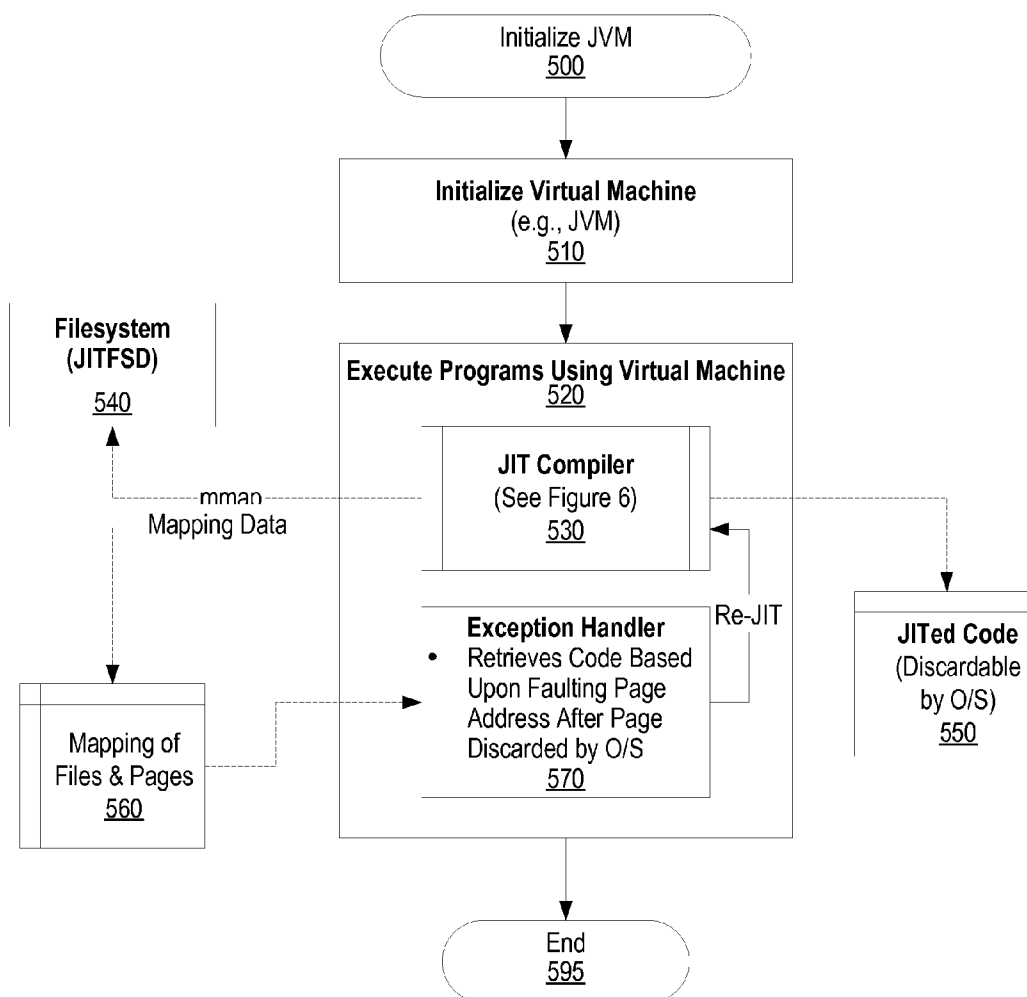 Initialize JVM
500
Initialize Virtual Machine
(e.g., JVM)
510
Filesystem
(JITFSD)
540
Execute Programs Using Virtual Machine
520
JIT Compiler
(See Figure 6)
530
mmap
Mapping Data
Re-JIT
Exception Handler
• Retrieves Code Based
Upon Faulting Page
Address After Page
Discarded by O/S
570
JITed Code
(Discardable
by O/S)
550
Mapping of
Files & Pages
560
End
595